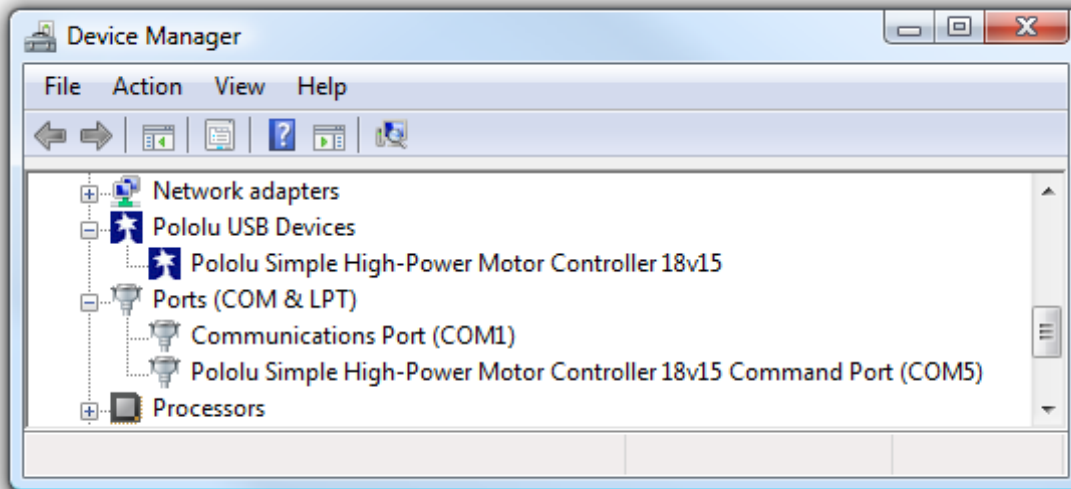 Device Manager
File Action View Help
Network adapters
Pololu USB Devices
Pololu Simple High-Power Motor Controller 18v15
Ports (COM & LPT)
Communications Port (COM1)
Pololu Simple High-Power Motor Controller 18v15 Command Port (COM5)
Processors